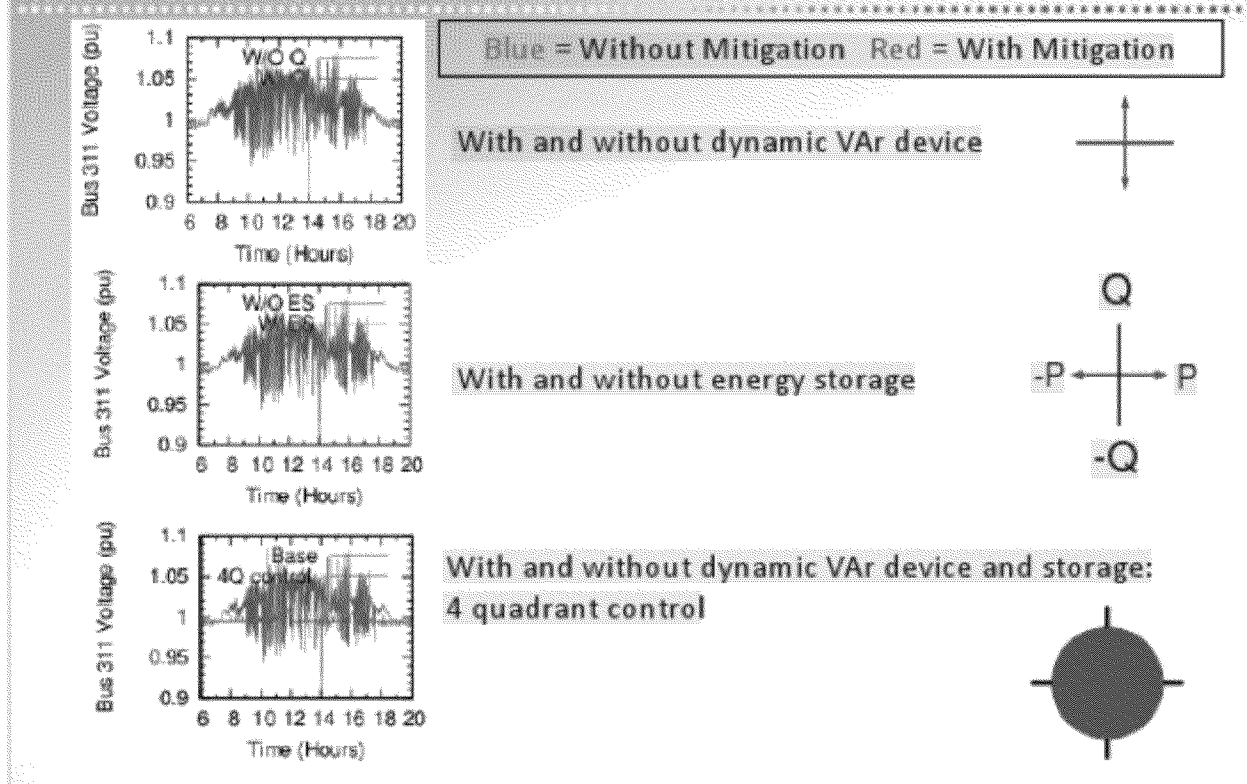 Blue = Without Mitigation Red = With Mitigation
Bus 311 Voltage (pu)
1.1
1.05
1
0.95
0.9
W/O Q
6 8 10 12 14 16 18 20
Time (Hours)
With and without dynamic VAr device
Bus 311 Voltage (pu)
1.1
1.05
1
0.95
0.9
W/O ES
W/ ES
6 8 10 12 14 16 18 20
Time (Hours)
With and without energy storage
Q
-P
P
-Q
Bus 311 Voltage (pu)
1.1
1.05
1
0.95
0.9
Base
4Q control
6 8 10 12 14 16 18 20
Time (Hours)
With and without dynamic VAr device and storage:
4 quadrant control